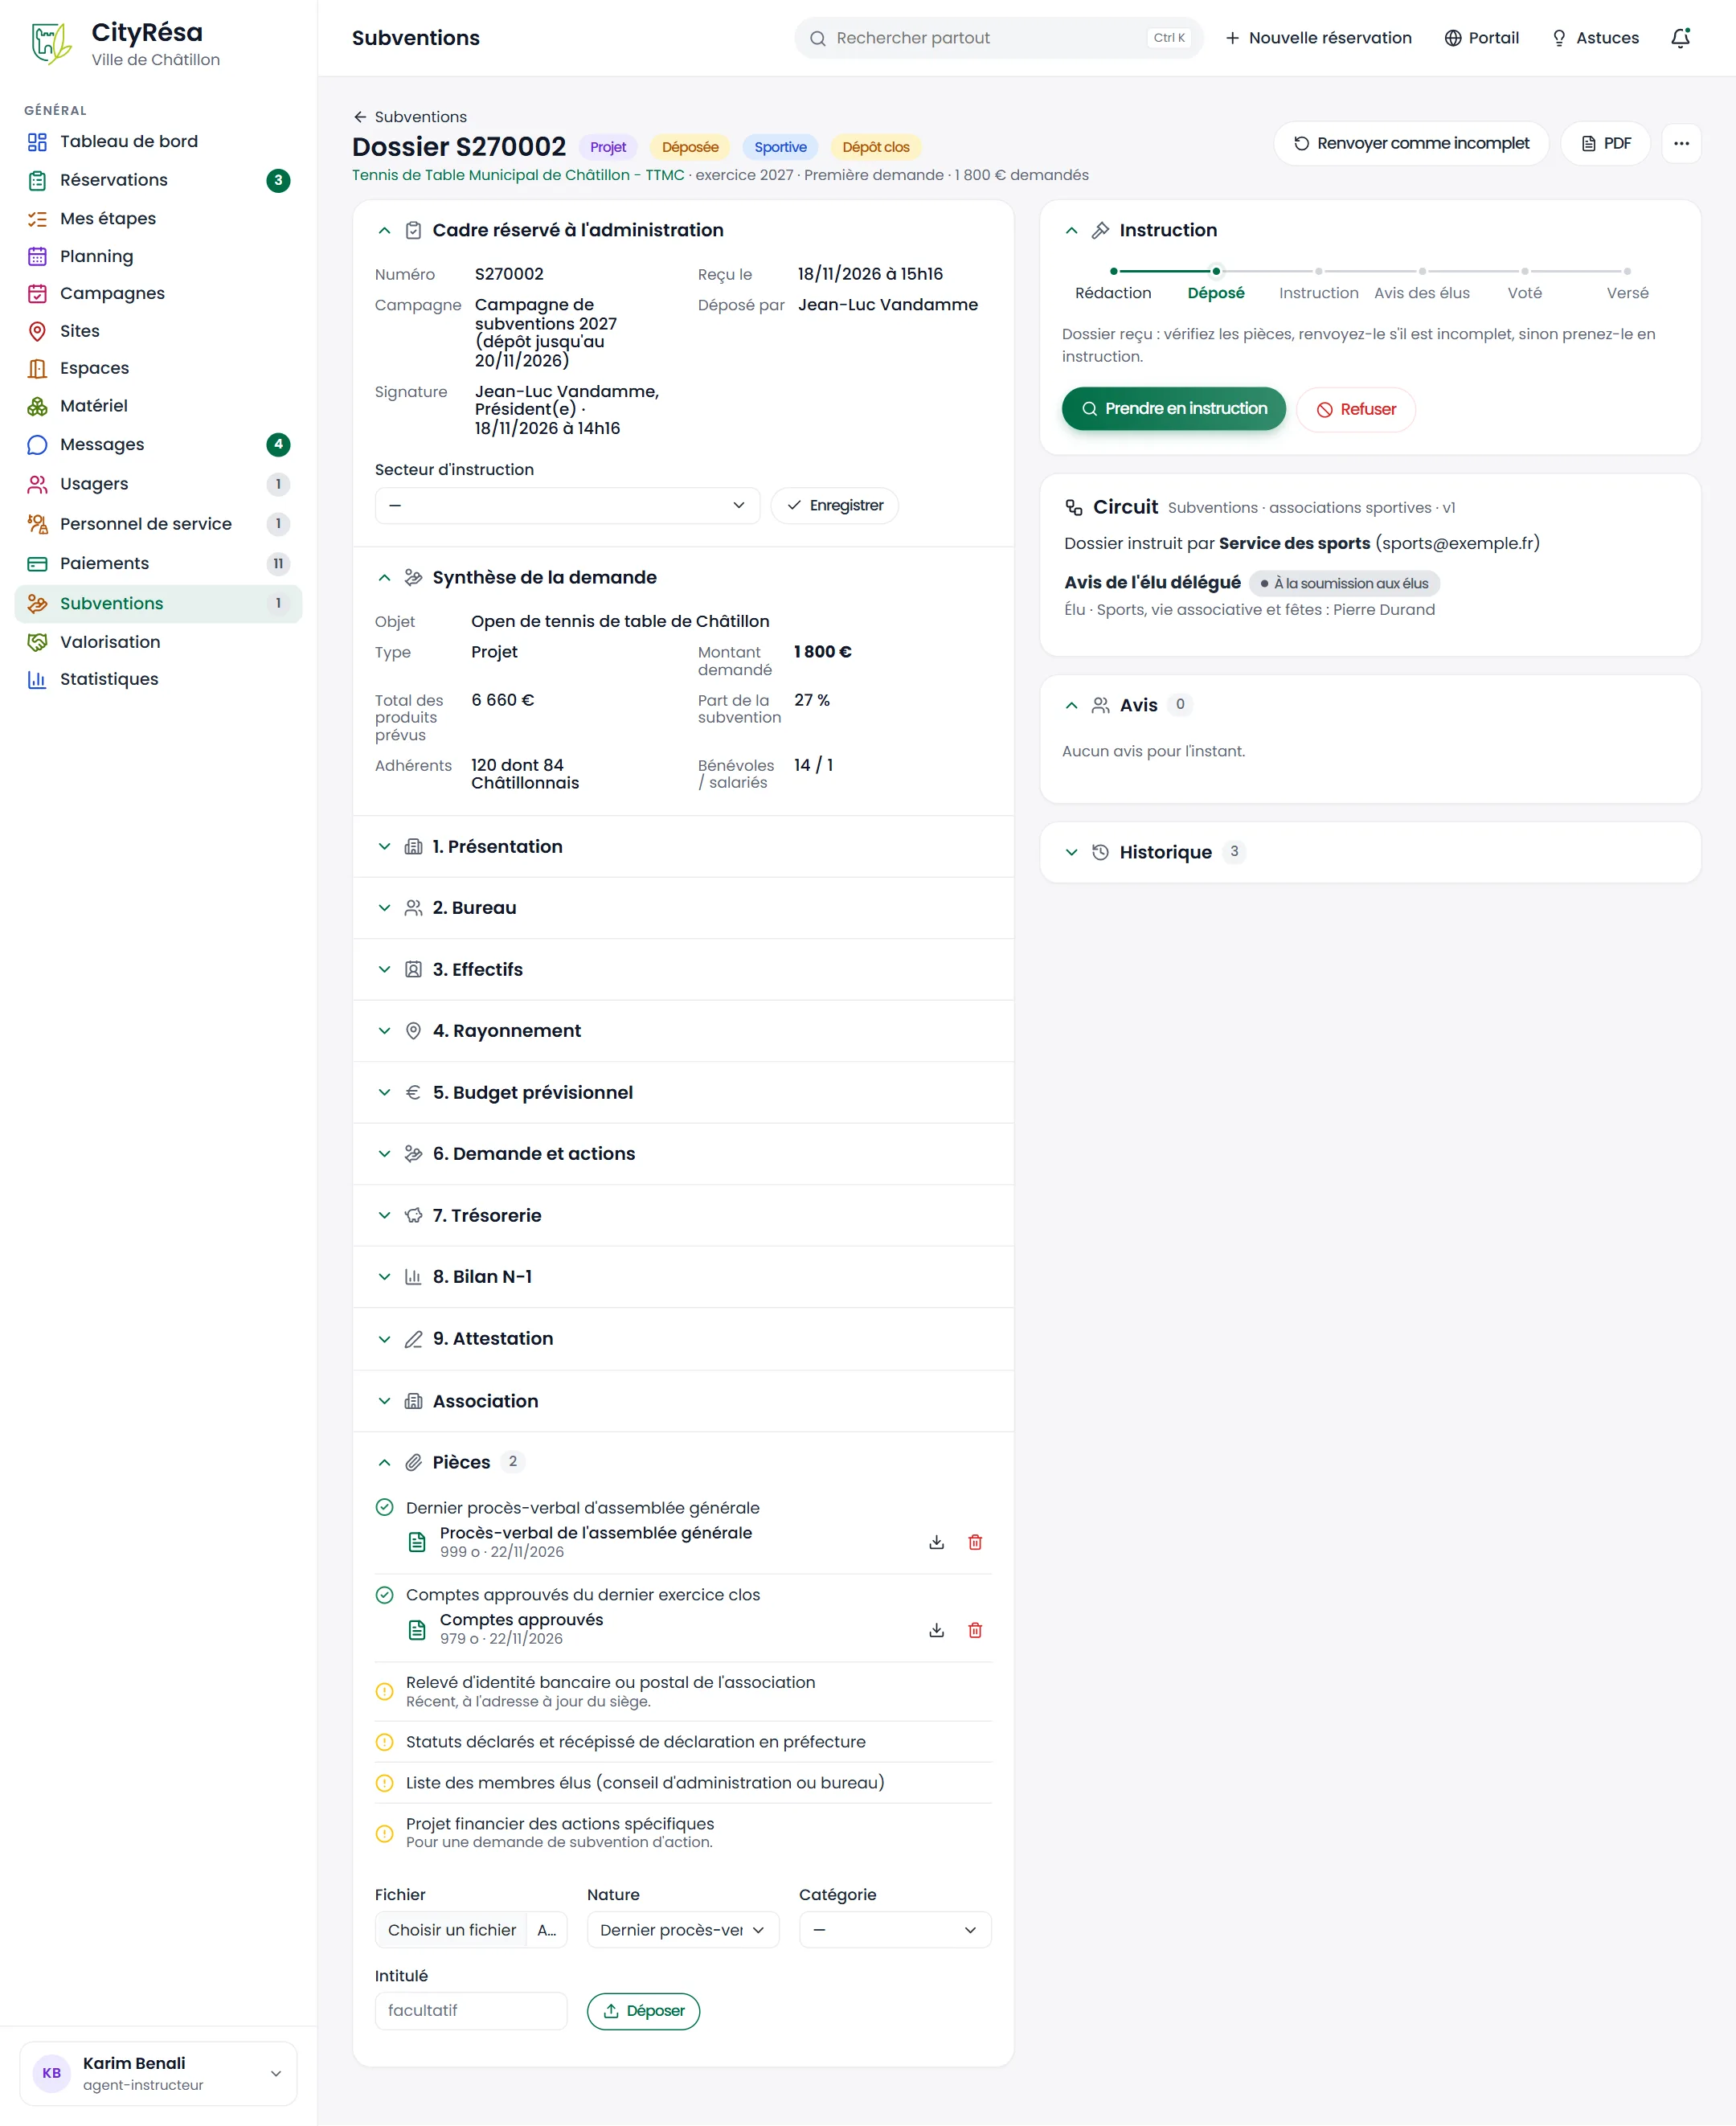 CityRésa
Ville de Châtillon
GÉNÉRAL
Tableau de bord
Réservations 3
Mes étapes
Planning
Campagnes
Sites
Espaces
Matériel
Messages 4
Usagers 1
Personnel de service 1
Paiements 11
Subventions 1
Valorisation
Statistiques
KB
Karim Benali
agent-instructeur
Subventions
Rechercher partout Ctrl K
Nouvelle réservation
Portail
Astuces
← Subventions
Dossier S270002 Projet Déposée Sportive Dépôt clos
Tennis de Table Municipal de Châtillon - TTMC · exercice 2027 · Première demande · 1 800 € demandés
Renvoyer comme incomplet
PDF
Cadre réservé à l'administration
Numéro S270002
Reçu le 18/11/2026 à 15h16
Campagne Campagne de
subventions 2027
(dépôt jusqu'au
20/11/2026)
Déposé par Jean-Luc Vandamme
Signature Jean-Luc Vandamme,
Président(e) ·
18/11/2026 à 14h16
Secteur d'instruction
—
Enregistrer
Synthèse de la demande
Objet Open de tennis de table de Châtillon
Type Projet
Montant
demandé
1 800 €
Total des
produits
prévus
6 660 €
Part de la
subvention
27 %
Adhérents 120 dont 84
Châtillonnais
Bénévoles
/ salariés
14 / 1
1. Présentation
2. Bureau
3. Effectifs
4. Rayonnement
5. Budget prévisionnel
6. Demande et actions
7. Trésorerie
8. Bilan N-1
9. Attestation
Association
Pièces 2
Dernier procès-verbal d'assemblée générale
Procès-verbal de l'assemblée générale
999 o · 22/11/2026
Comptes approuvés du dernier exercice clos
Comptes approuvés
979 o · 22/11/2026
Relevé d'identité bancaire ou postal de l'association
Récent, à l'adresse à jour du siège.
Statuts déclarés et récépissé de déclaration en préfecture
Liste des membres élus (conseil d'administration ou bureau)
Projet financier des actions spécifiques
Pour une demande de subvention d'action.
Fichier
Choisir un fichier A...
Nature
Dernier procès-ver
Catégorie
—
Intitulé
facultatif
Déposer
Instruction
Rédaction
Déposé
Instruction
Avis des élus
Voté
Versé
Dossier reçu : vérifiez les pièces, renvoyez-le s'il est incomplet, sinon prenez-le en
instruction.
Prendre en instruction
Refuser
Circuit Subventions · associations sportives · v1
Dossier instruit par Service des sports (sports@exemple.fr)
Avis de l'élu délégué À la soumission aux élus
Élu · Sports, vie associative et fêtes : Pierre Durand
Avis 0
Aucun avis pour l'instant.
Historique 3